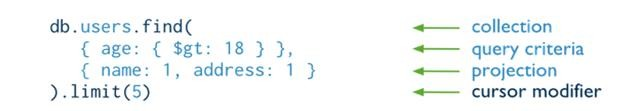 db.users.find( collection
{ age: { $gt: 18 } }, query criteria
{ name: 1, address: 1 } projection
).limit(5) cursor modifier